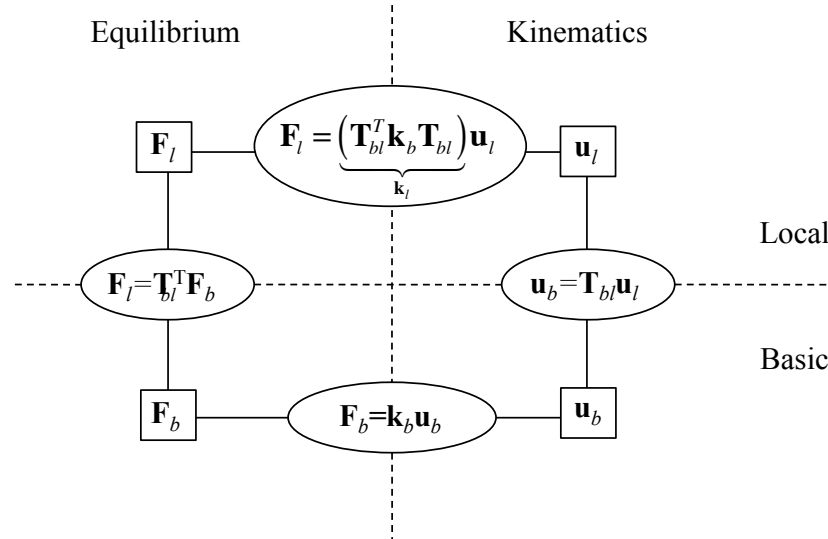 Equilibrium Kinematics
F_l F_l = (T_bl^T k_b T_bl) u_l u_l
k_l
Local
F_l=T_bl^T F_b u_b=T_bl u_l
Basic
F_b F_b=k_b u_b u_b